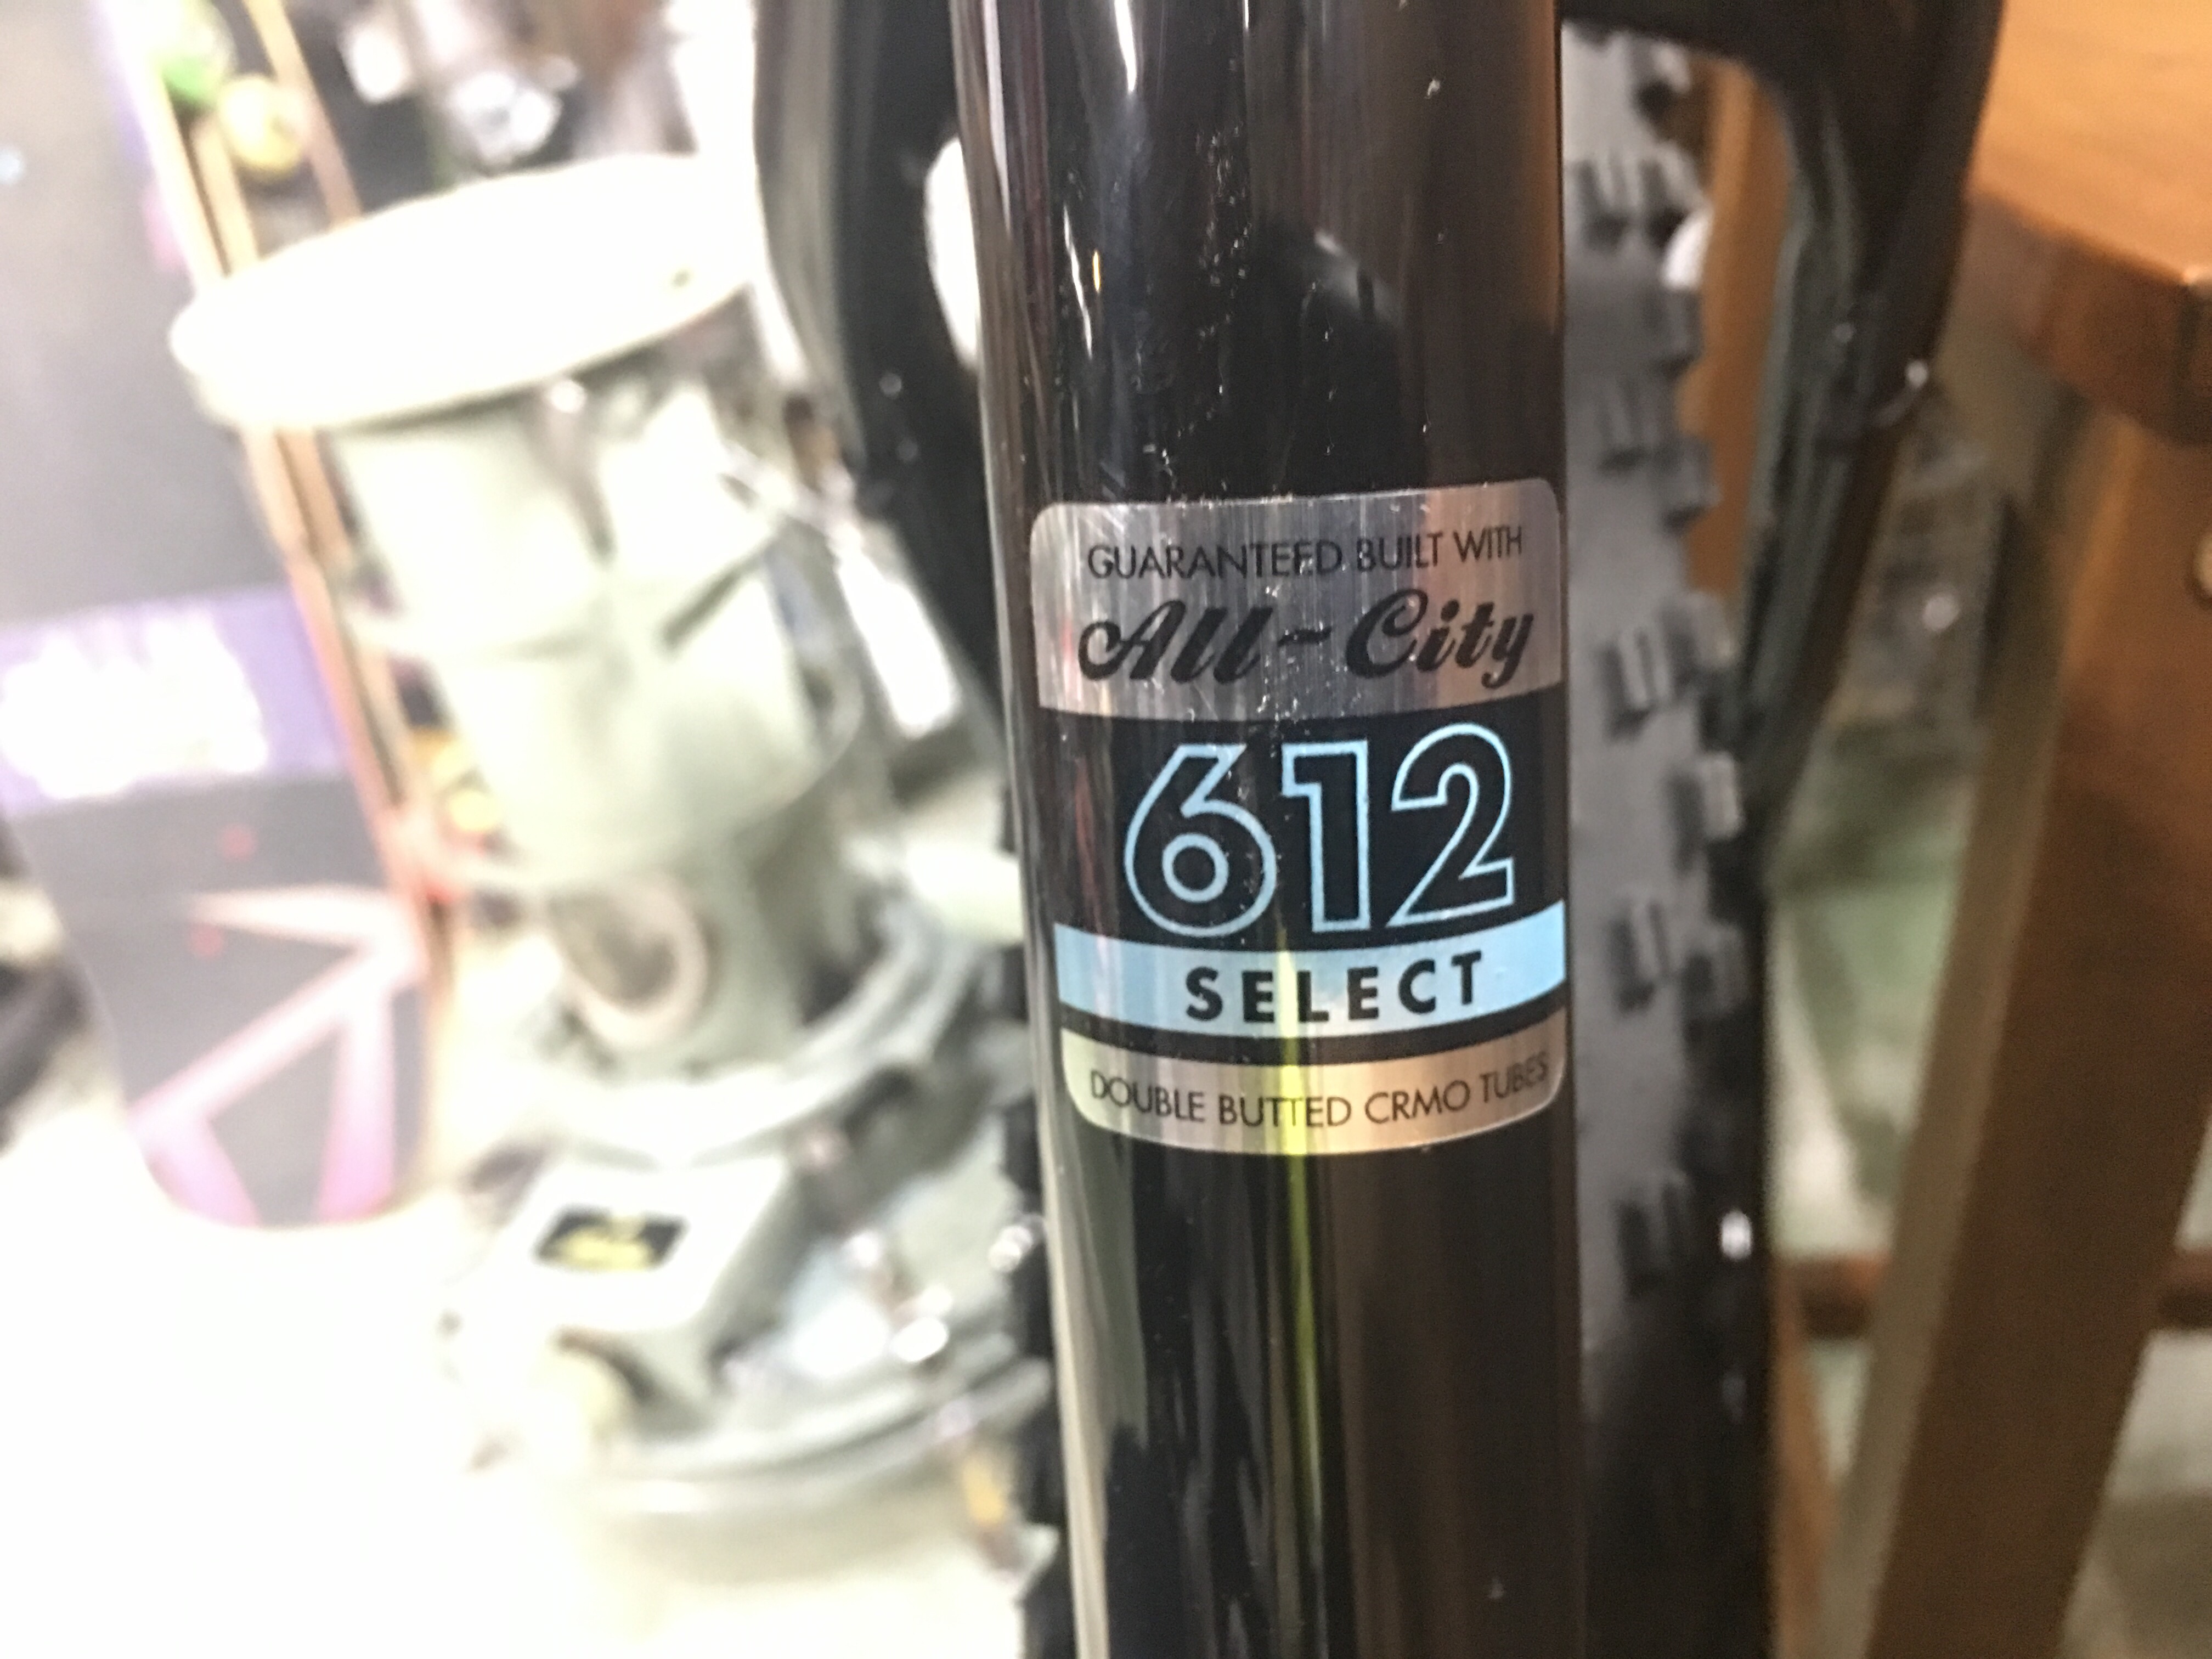 GUARANTEED BUILT WITH
All-City
612
SELECT
DOUBLE BUTTED CRMO TUBES